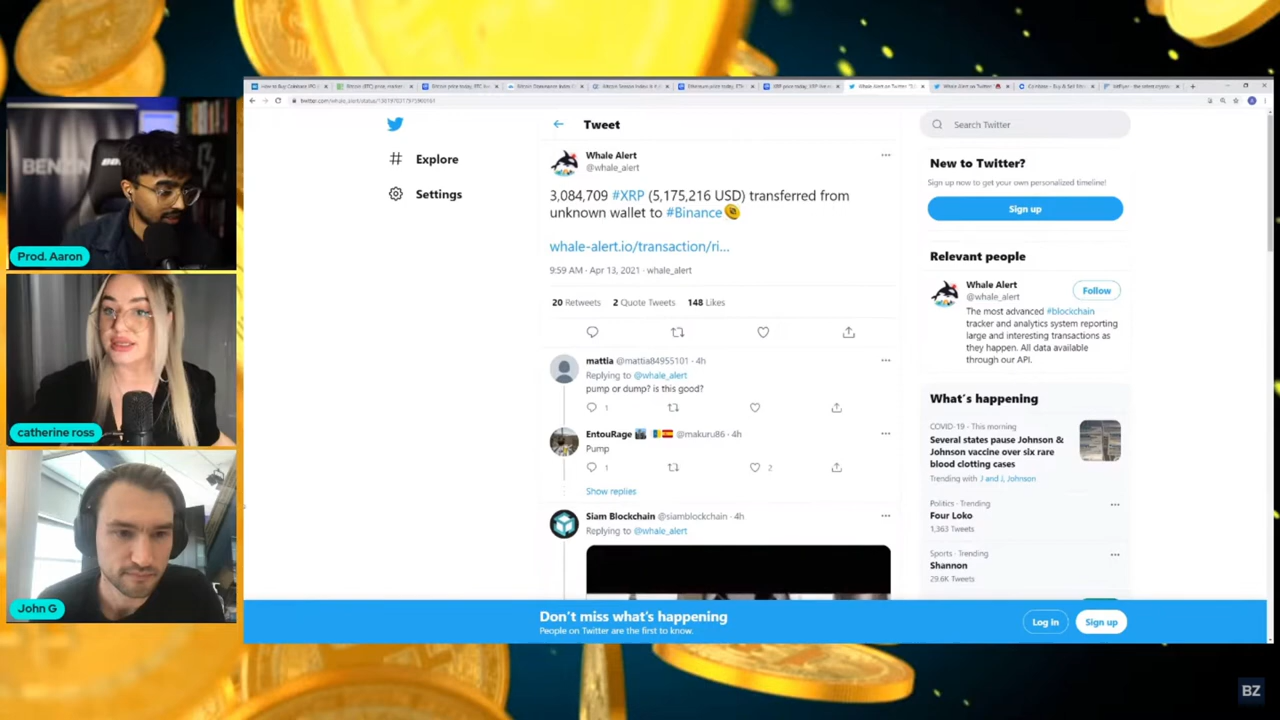 twitter.com/whale_alert/status/
BENZIN
Prod. Aaron
catherine ross
John G
Explore
Settings
Tweet
Whale Alert
@whale_alert
3,084,709 #XRP (5,175,216 USD) transferred from
unknown wallet to #Binance
whale-alert.io/transaction/ri...
9:59 AM · Apr 13, 2021 · whale_alert
20 Retweets 2 Quote Tweets 148 Likes
mattia @mattia84955101 · 4h
Replying to @whale_alert
pump or dump? is this good?
1
EntouRage @makuru86 · 4h
Pump
1 2
Show replies
Siam Blockchain @siamblockchain · 4h
Replying to @whale_alert
Search Twitter
New to Twitter?
Sign up now to get your own personalized timeline!
Sign up
Relevant people
Whale Alert
@whale_alert
Follow
The most advanced #blockchain
tracker and analytics system reporting
large and interesting transactions as
they happen. All data available
through our API.
What's happening
COVID-19 · This morning
Several states pause Johnson &
Johnson vaccine over six rare
blood clotting cases
Trending with J and J, Johnson
Politics · Trending
Four Loko
1,363 Tweets
Sports · Trending
Shannon
29.6K Tweets
Don't miss what's happening
People on Twitter are the first to know.
Log in
Sign up
BZ